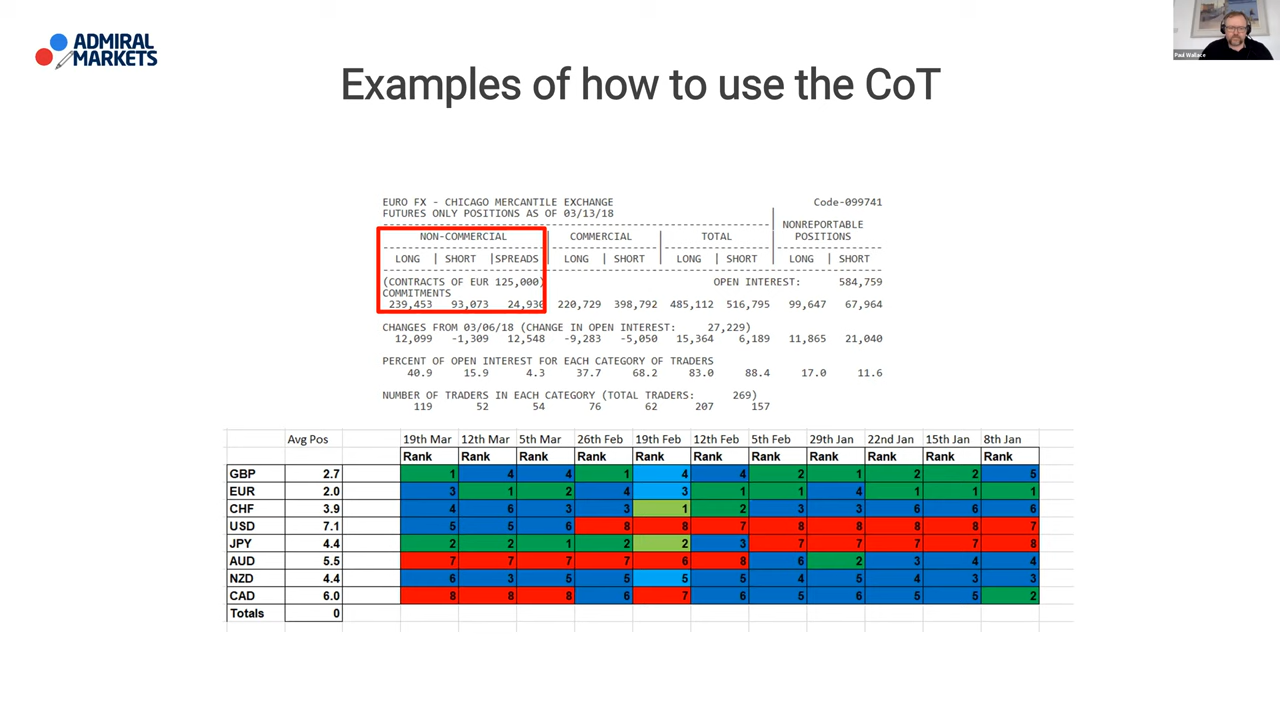 ADMIRAL
MARKETS
Paul Wallace
Examples of how to use the CoT
EURO FX - CHICAGO MERCANTILE EXCHANGE Code-099741
FUTURES ONLY POSITIONS AS OF 03/13/18
NONREPORTABLE
NON-COMMERCIAL | COMMERCIAL | TOTAL | POSITIONS
LONG | SHORT |SPREADS | LONG | SHORT | LONG | SHORT | LONG | SHORT
(CONTRACTS OF EUR 125,000) OPEN INTEREST: 584,759
COMMITMENTS
239,453 93,073 24,930 220,729 398,792 485,112 516,795 99,647 67,964
CHANGES FROM 03/06/18 (CHANGE IN OPEN INTEREST: 27,229)
12,099 -1,309 12,548 -9,283 -5,050 15,364 6,189 11,865 21,040
PERCENT OF OPEN INTEREST FOR EACH CATEGORY OF TRADERS
40.9 15.9 4.3 37.7 68.2 83.0 88.4 17.0 11.6
NUMBER OF TRADERS IN EACH CATEGORY (TOTAL TRADERS: 269)
119 52 54 76 62 207 157
Avg Pos 19th Mar 12th Mar 5th Mar 26th Feb 19th Feb 12th Feb 5th Feb 29th Jan 22nd Jan 15th Jan 8th Jan
Rank Rank Rank Rank Rank Rank Rank Rank Rank Rank Rank
GBP 2.7 1 4 4 1 4 4 2 1 2 2 5
EUR 2.0 3 1 2 4 3 1 1 4 1 1 1
CHF 3.9 4 6 3 3 1 2 3 3 6 6 6
USD 7.1 5 5 6 8 8 7 8 8 8 8 7
JPY 4.4 2 2 1 2 2 3 7 7 7 7 8
AUD 5.5 7 7 7 7 6 8 6 2 3 4 4
NZD 4.4 6 3 5 5 5 5 4 5 4 3 3
CAD 6.0 8 8 8 6 7 6 5 6 5 5 2
Totals 0